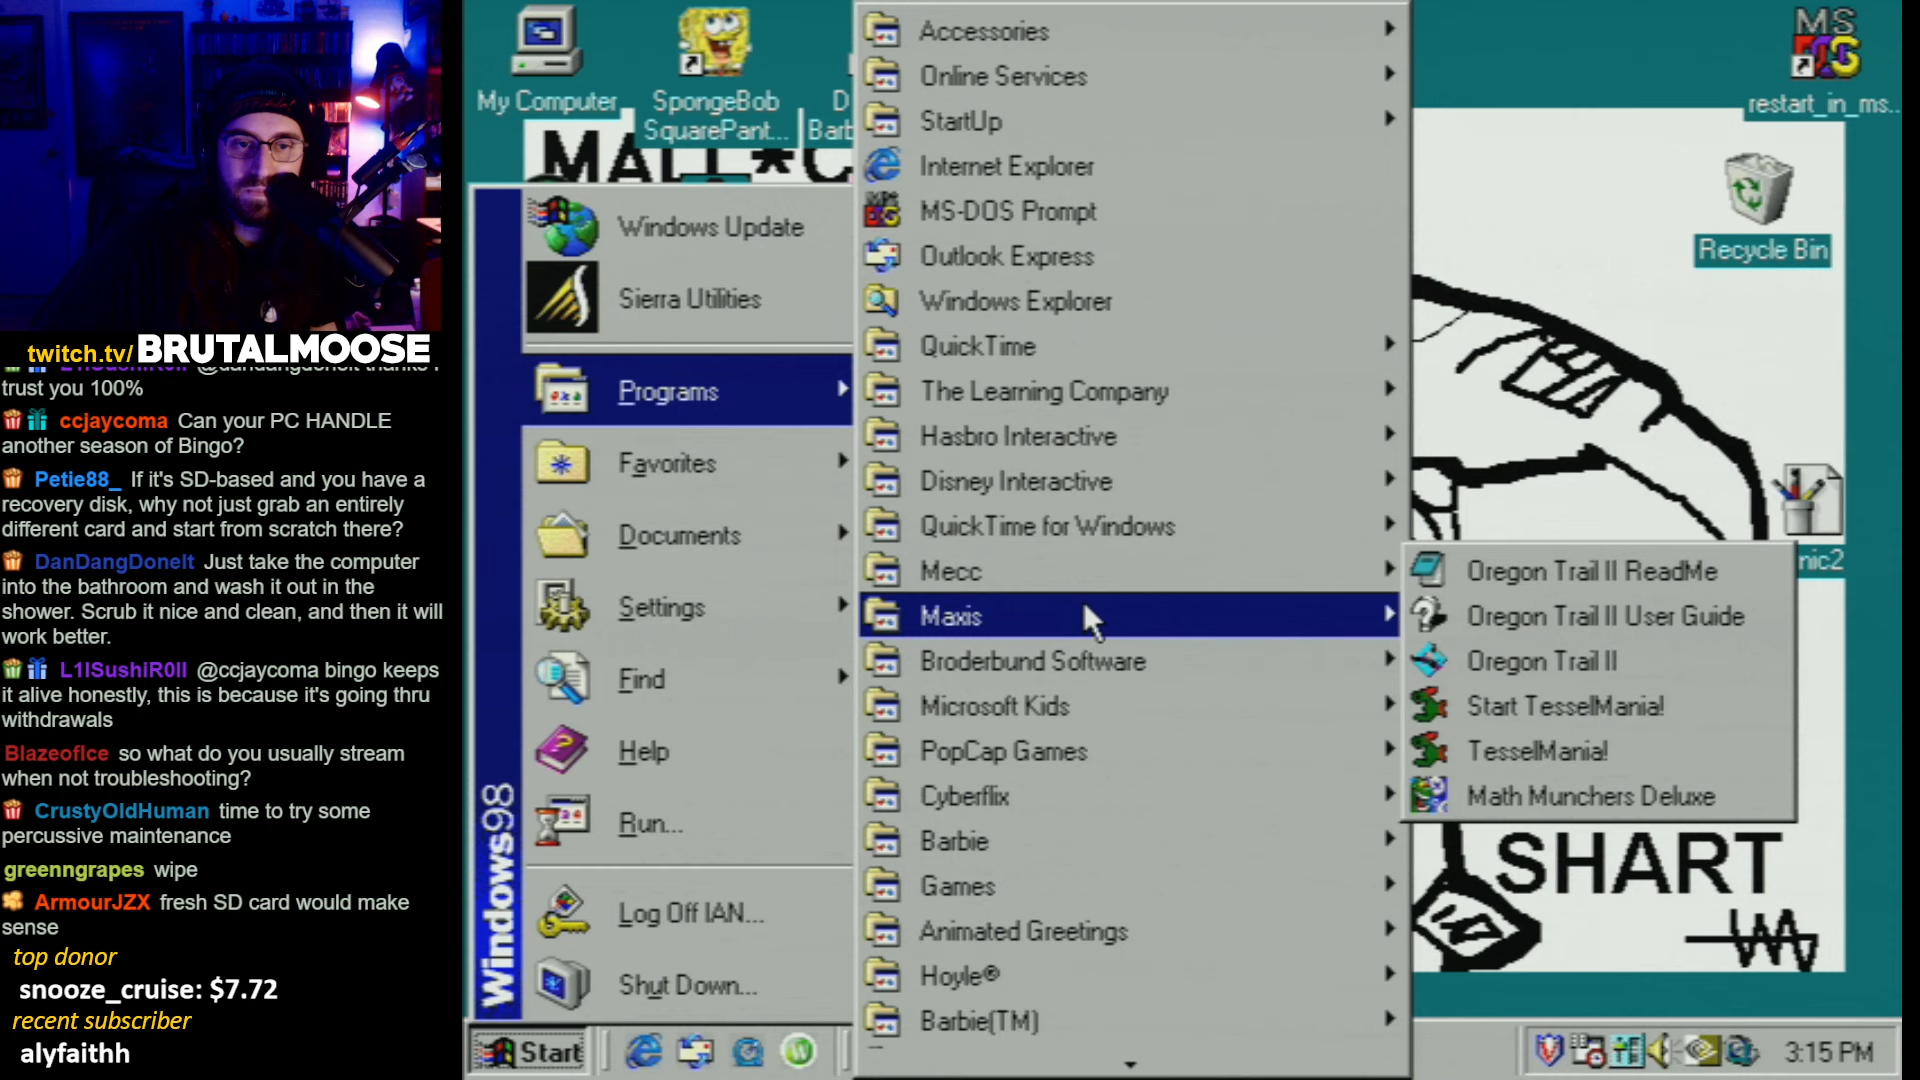 twitch.tv/BRUTALMOOSE
trust you 100%
ccjaycoma Can your PC HANDLE
another season of Bingo?
Petie88_ If it's SD-based and you have a
recovery disk, why not just grab an entirely
different card and start from scratch there?
DanDangDoneIt Just take the computer
into the bathroom and wash it out in the
shower. Scrub it nice and clean, and then it will
work better.
L1lSushiR0ll @ccjaycoma bingo keeps
it alive honestly, this is because it's going thru
withdrawals
BlazeofIce so what do you usually stream
when not troubleshooting?
CrustyOldHuman time to try some
percussive maintenance
greenngrapes wipe
ArmourJZX fresh SD card would make
sense
top donor
snooze_cruise: $7.72
recent subscriber
alyfaithh
My Computer
SpongeBob
SquarePant...
D
Barb
MALL*C
Windows Update
Sierra Utilities
Programs
Favorites
Documents
Settings
Find
Help
Run...
Log Off IAN...
Shut Down...
Windows98
Start
Accessories
Online Services
StartUp
Internet Explorer
MS-DOS Prompt
Outlook Express
Windows Explorer
QuickTime
The Learning Company
Hasbro Interactive
Disney Interactive
QuickTime for Windows
Mecc
Maxis
Broderbund Software
Microsoft Kids
PopCap Games
Cyberflix
Barbie
Games
Animated Greetings
Hoyle®
Barbie(TM)
Oregon Trail II ReadMe
Oregon Trail II User Guide
Oregon Trail II
Start TesselMania!
TesselMania!
Math Munchers Deluxe
MS
restart_in_ms...
Recycle Bin
nic2
SHART
3:15 PM